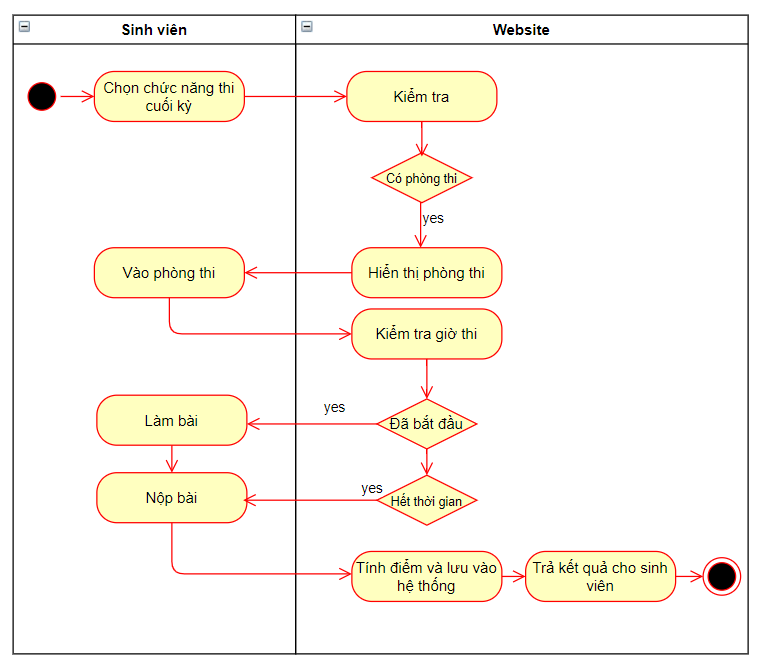 Sinh viên
Website
Chọn chức năng thi
cuối kỳ
Kiểm tra
Có phòng thi
yes
Vào phòng thi
Hiển thị phòng thi
Kiểm tra giờ thi
yes
Làm bài
Đã bắt đầu
yes
Nộp bài
Hết thời gian
Tính điểm và lưu vào
hệ thống
Trả kết quả cho sinh
viên